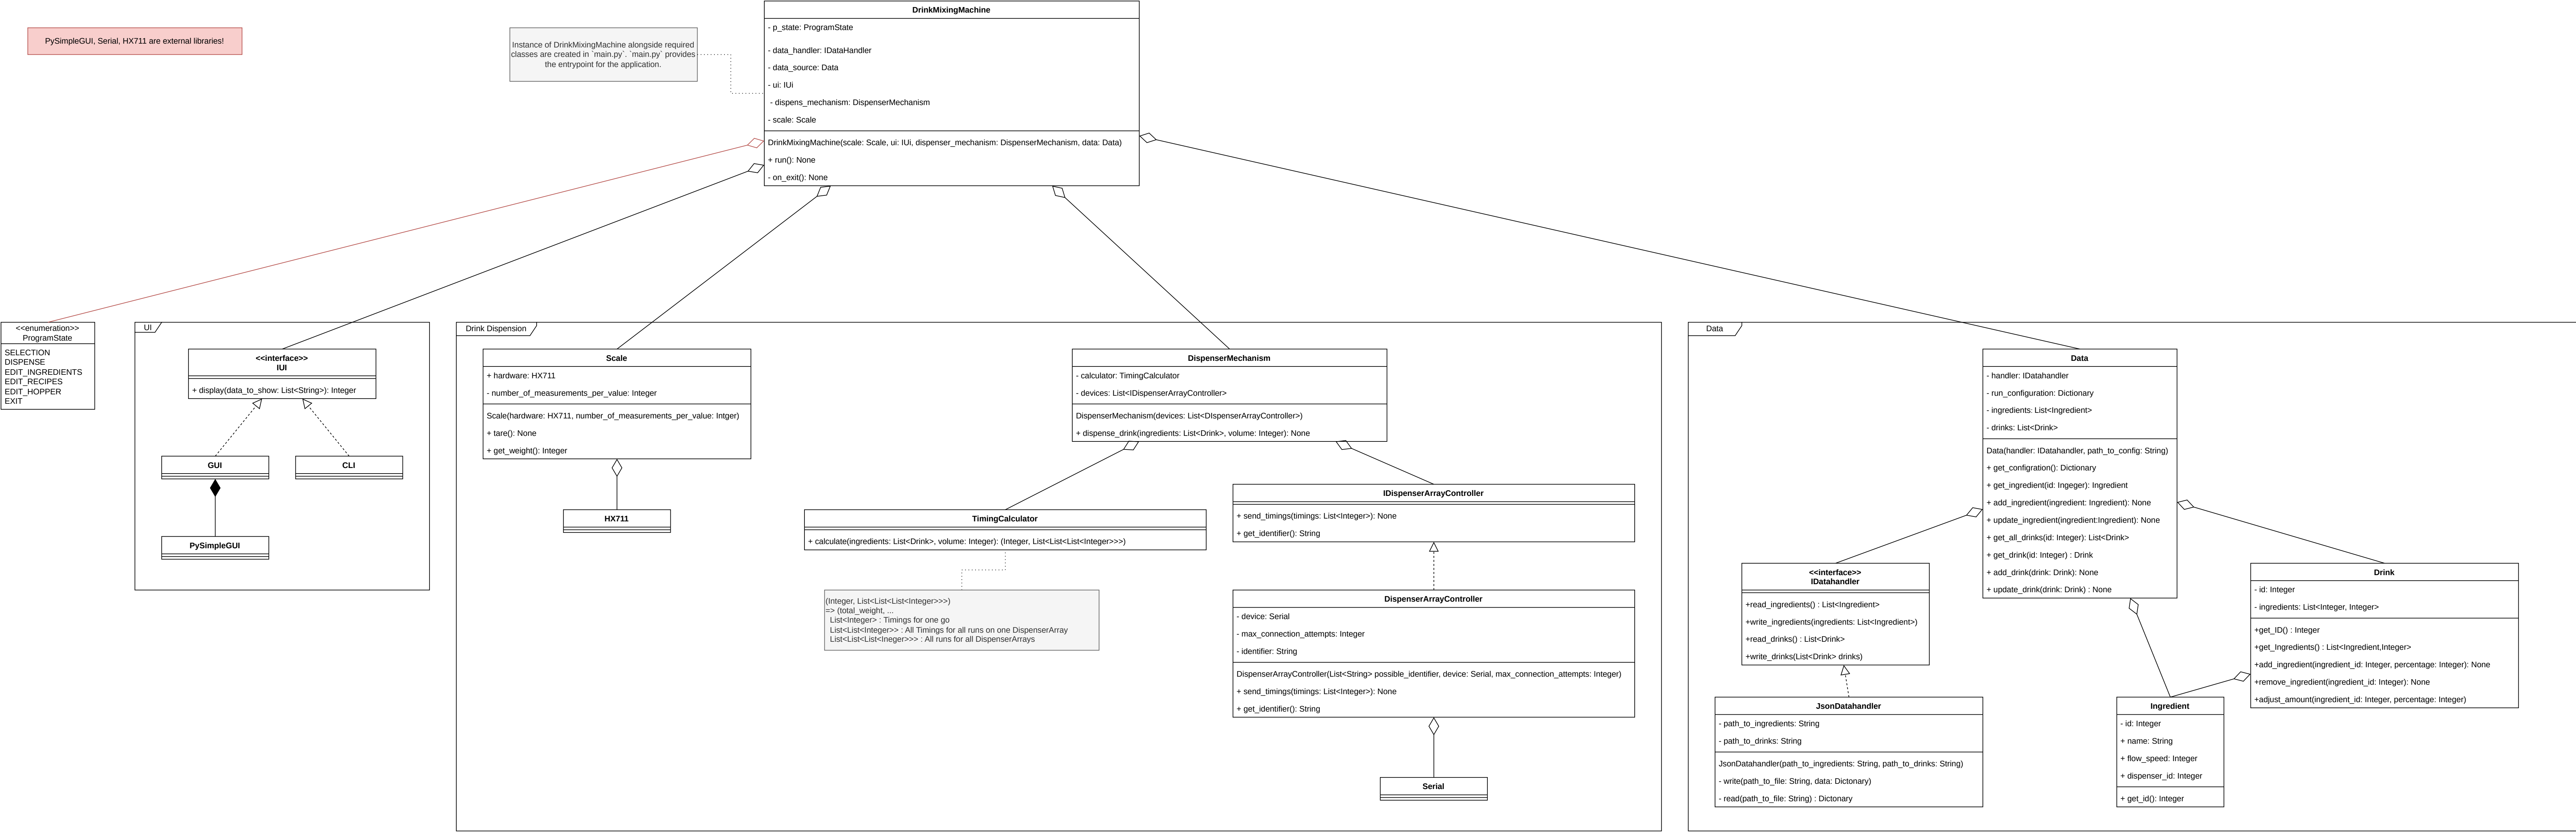 PySimpleGUI, Serial, HX711 are external libraries!
Instance of DrinkMixingMachine alongside required
classes are created in `main.py`. `main.py` provides
the entrypoint for the application.
DrinkMixingMachine
- p_state: ProgramState
- data_handler: IDataHandler
- data_source: Data
- ui: IUi
- dispens_mechanism: DispenserMechanism
- scale: Scale
DrinkMixingMachine(scale: Scale, ui: IUi, dispenser_mechanism: DispenserMechanism, data: Data)
+ run(): None
- on_exit(): None
<<enumeration>>
ProgramState
SELECTION
DISPENSE
EDIT_INGREDIENTS
EDIT_RECIPES
EDIT_HOPPER
EXIT
UI
<<interface>>
IUI
+ display(data_to_show: List<String>): Integer
GUI
CLI
PySimpleGUI
Drink Dispension
Scale
+ hardware: HX711
- number_of_measurements_per_value: Integer
Scale(hardware: HX711, number_of_measurements_per_value: Intger)
+ tare(): None
+ get_weight(): Integer
HX711
DispenserMechanism
- calculator: TimingCalculator
- devices: List<IDispenserArrayController>
DispenserMechanism(devices: List<DIspenserArrayController>)
+ dispense_drink(ingredients: List<Drink>, volume: Integer): None
TimingCalculator
+ calculate(ingredients: List<Drink>, volume: Integer): (Integer, List<List<List<Integer>>>)
(Integer, List<List<List<Integer>>>)
=> (total_weight, ...
List<Integer> : Timings for one go
List<List<Integer>> : All Timings for all runs on one DispenserArray
List<List<List<Ineger>>> : All runs for all DispenserArrays
IDispenserArrayController
+ send_timings(timings: List<Integer>): None
+ get_identifier(): String
DispenserArrayController
- device: Serial
- max_connection_attempts: Integer
- identifier: String
DispenserArrayController(List<String> possible_identifier, device: Serial, max_connection_attempts: Integer)
+ send_timings(timings: List<Integer>): None
+ get_identifier(): String
Serial
Data
Data
- handler: IDatahandler
- run_configuration: Dictionary
- ingredients: List<Ingredient>
- drinks: List<Drink>
Data(handler: IDatahandler, path_to_config: String)
+ get_configration(): Dictionary
+ get_ingredient(id: Ingeger): Ingredient
+ add_ingredient(ingredient: Ingredient): None
+ update_ingredient(ingredient:Ingredient): None
+ get_all_drinks(id: Integer): List<Drink>
+ get_drink(id: Integer) : Drink
+ add_drink(drink: Drink): None
+ update_drink(drink: Drink) : None
<<interface>>
IDatahandler
+read_ingredients() : List<Ingredient>
+write_ingredients(ingredients: List<Ingredient>)
+read_drinks() : List<Drink>
+write_drinks(List<Drink> drinks)
JsonDatahandler
- path_to_ingredients: String
- path_to_drinks: String
JsonDatahandler(path_to_ingredients: String, path_to_drinks: String)
- write(path_to_file: String, data: Dictonary)
- read(path_to_file: String) : Dictonary
Ingredient
- id: Integer
+ name: String
+ flow_speed: Integer
+ dispenser_id: Integer
+ get_id(): Integer
Drink
- id: Integer
- ingredients: List<Integer, Integer>
+get_ID() : Integer
+get_Ingredients() : List<Ingredient,Integer>
+add_ingredient(ingredient_id: Integer, percentage: Integer): None
+remove_ingredient(ingredient_id: Integer): None
+adjust_amount(ingredient_id: Integer, percentage: Integer)